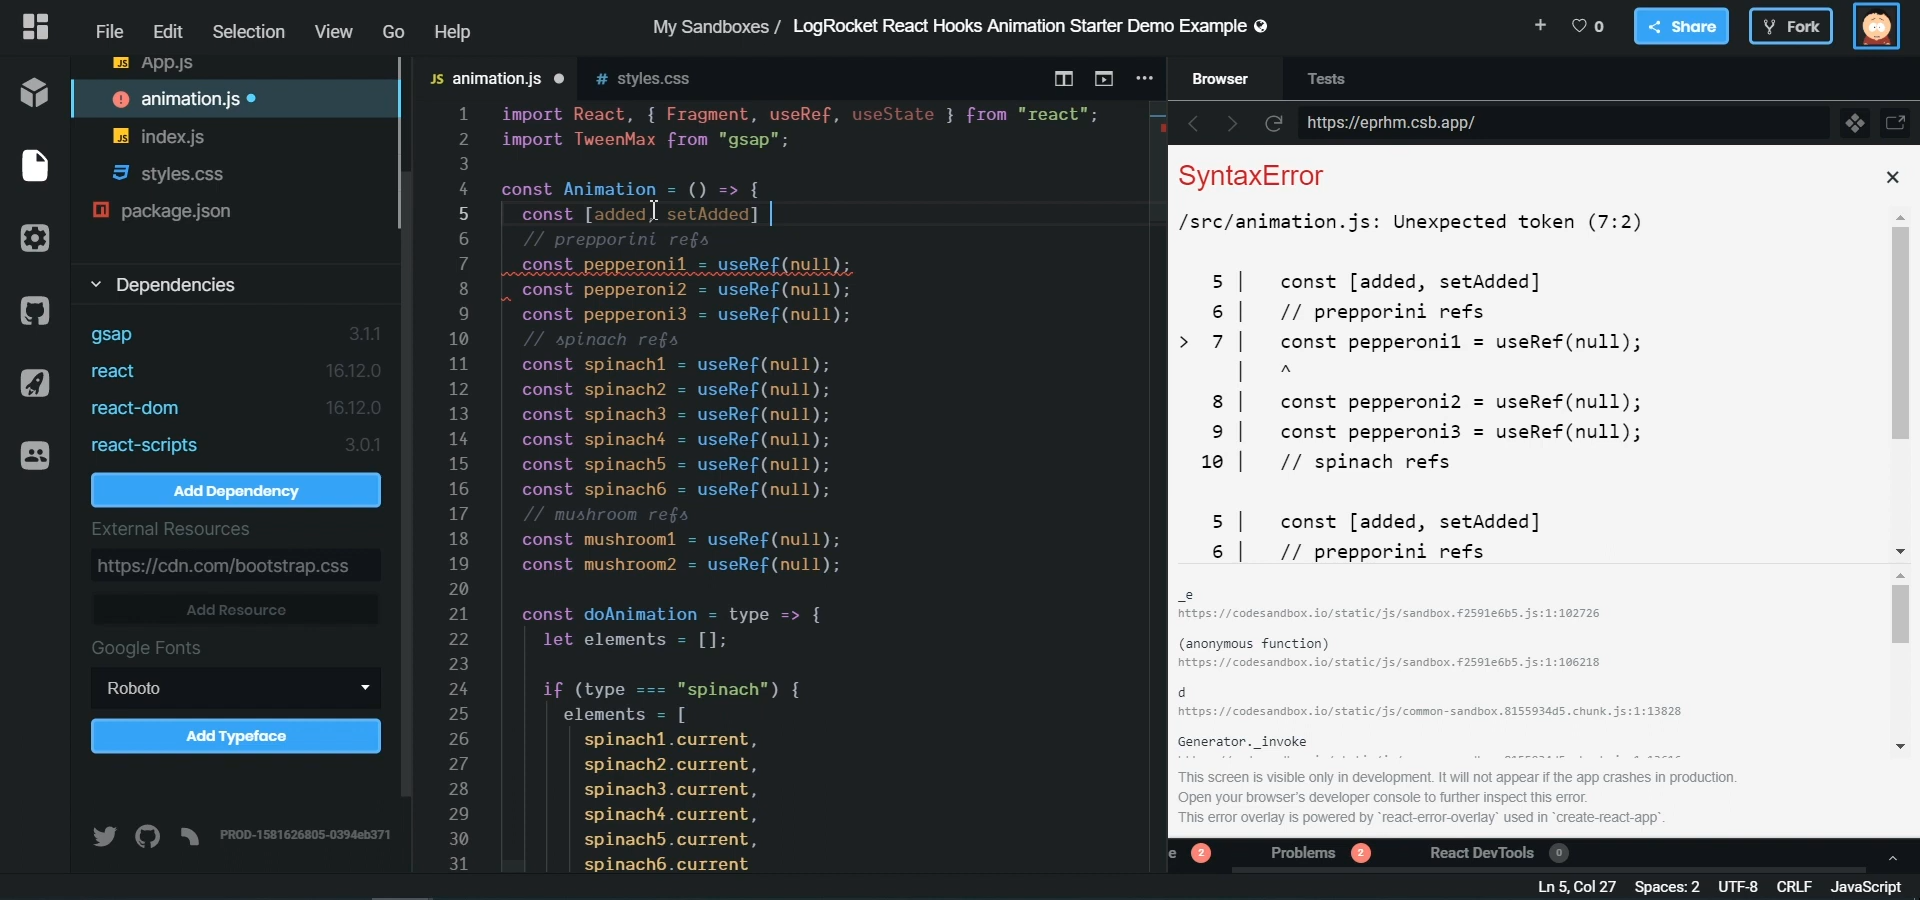 File Edit Selection View Go Help
My Sandboxes / LogRocket React Hooks Animation Starter Demo Example
+ 0 Share Fork
App.js
animation.js
index.js
styles.css
package.json
Dependencies
gsap 3.1.1
react 16.12.0
react-dom 16.12.0
react-scripts 3.0.1
Add Dependency
External Resources
https://cdn.com/bootstrap.css
Add Resource
Google Fonts
Roboto
Add Typeface
PROD-1581626805-0394eb371
JS animation.js
# styles.css
1 import React, { Fragment, useRef, useState } from "react";
2 import TweenMax from "gsap";
3
4 const Animation = () => {
5 const [added, setAdded]
6 // prepporini refs
7 const pepperoni1 = useRef(null);
8 const pepperoni2 = useRef(null);
9 const pepperoni3 = useRef(null);
10 // spinach refs
11 const spinach1 = useRef(null);
12 const spinach2 = useRef(null);
13 const spinach3 = useRef(null);
14 const spinach4 = useRef(null);
15 const spinach5 = useRef(null);
16 const spinach6 = useRef(null);
17 // mushroom refs
18 const mushroom1 = useRef(null);
19 const mushroom2 = useRef(null);
20
21 const doAnimation = type => {
22 let elements = [];
23
24 if (type === "spinach") {
25 elements = [
26 spinach1.current,
27 spinach2.current,
28 spinach3.current,
29 spinach4.current,
30 spinach5.current,
31 spinach6.current
Browser Tests
https://eprhm.csb.app/
SyntaxError
/src/animation.js: Unexpected token (7:2)
5 | const [added, setAdded]
6 | // prepporini refs
> 7 | const pepperoni1 = useRef(null);
| ^
8 | const pepperoni2 = useRef(null);
9 | const pepperoni3 = useRef(null);
10 | // spinach refs
5 | const [added, setAdded]
6 | // prepporini refs
_e
https://codesandbox.io/static/js/sandbox.f2591e6b5.js:1:102726
(anonymous function)
https://codesandbox.io/static/js/sandbox.f2591e6b5.js:1:106218
d
https://codesandbox.io/static/js/common-sandbox.8155934d5.chunk.js:1:13828
Generator._invoke
This screen is visible only in development. It will not appear if the app crashes in production.
Open your browser's developer console to further inspect this error.
This error overlay is powered by `react-error-overlay` used in `create-react-app`.
e 2 Problems 2 React DevTools 0
Ln 5, Col 27 Spaces: 2 UTF-8 CRLF JavaScript